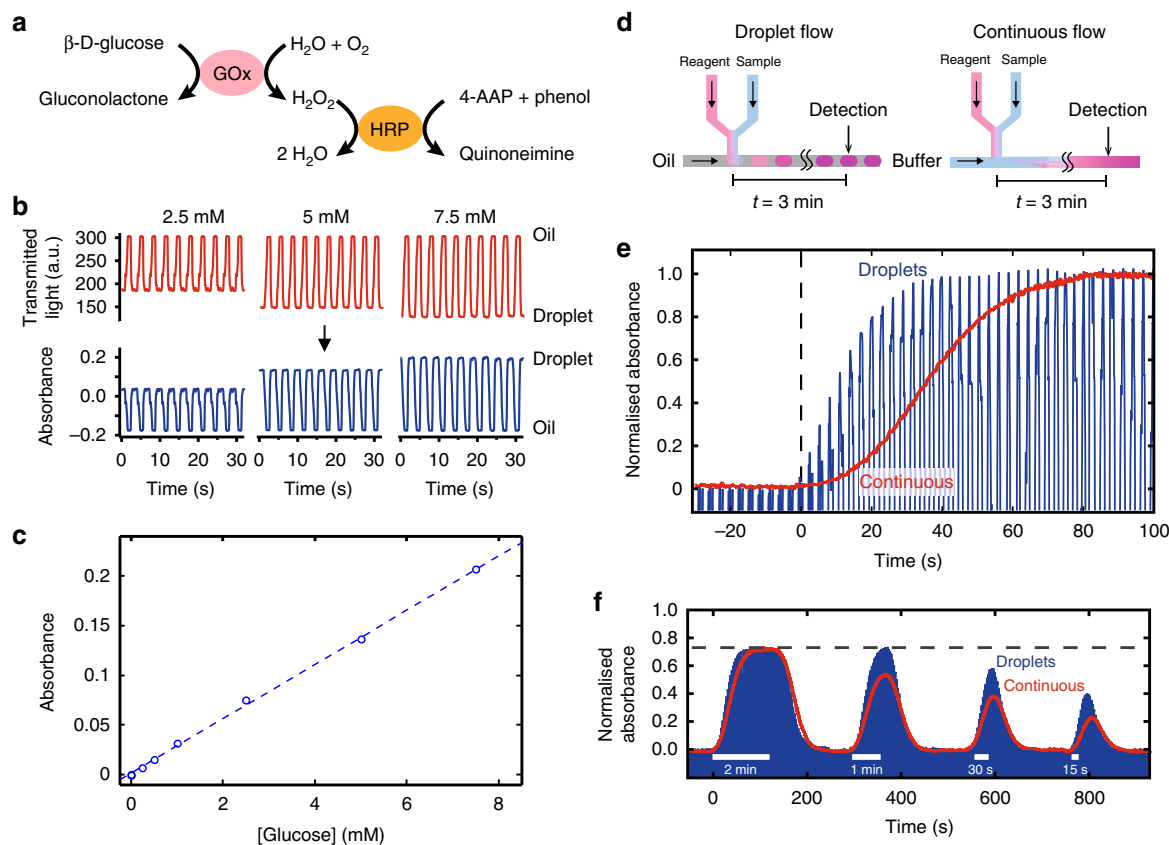 a
β-D-glucose
H₂O + O₂
GOx
Gluconolactone
H₂O₂
4-AAP + phenol
HRP
2 H₂O
Quinoneimine
b
2.5 mM
5 mM
7.5 mM
Transmitted
light (a.u.)
300
250
200
150
Oil
Droplet
Absorbance
0.2
0.0
−0.2
Droplet
Oil
0 10 20 30
0 10 20 30
0 10 20 30
Time (s)
Time (s)
Time (s)
c
Absorbance
0.2
0.15
0.1
0.05
0
0 2 4 6 8
[Glucose] (mM)
d
Droplet flow
Reagent
Sample
Detection
Oil
t = 3 min
Continuous flow
Reagent
Sample
Detection
Buffer
t = 3 min
e
Normalised absorbance
1.0
0.8
0.6
0.4
0.2
0
Droplets
Continuous
−20 0 20 40 60 80 100
Time (s)
f
Normalised
absorbance
1.0
0.8
0.6
0.4
0.2
0.0
Droplets
Continuous
2 min
1 min
30 s
15 s
0 200 400 600 800
Time (s)